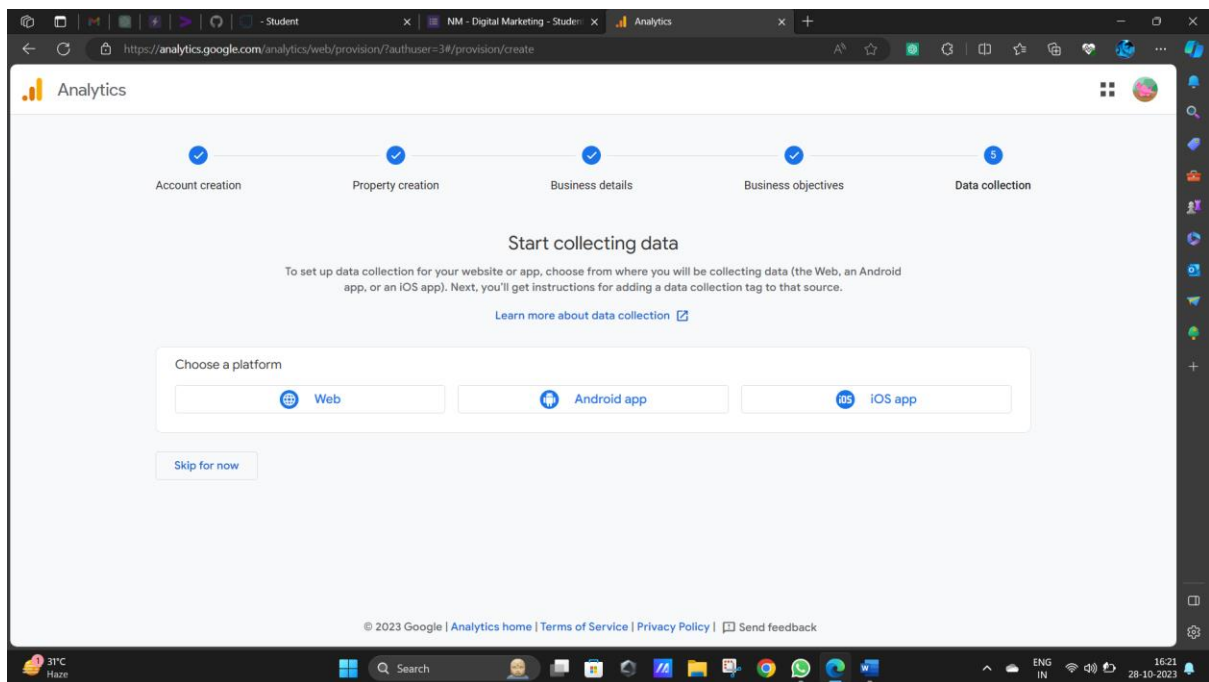 - Student
NM - Digital Marketing - Studen
Analytics
https://analytics.google.com/analytics/web/provision/?authuser=3#/provision/create
Analytics
5
Account creation
Property creation
Business details
Business objectives
Data collection
Start collecting data
To set up data collection for your website or app, choose from where you will be collecting data (the Web, an Android
app, or an iOS app). Next, you'll get instructions for adding a data collection tag to that source.
Learn more about data collection
Choose a platform
Web
Android app
iOS
iOS app
Skip for now
© 2023 Google | Analytics home | Terms of Service | Privacy Policy | Send feedback
1
31°C
Haze
Search
ENG
IN
16:21
28-10-2023